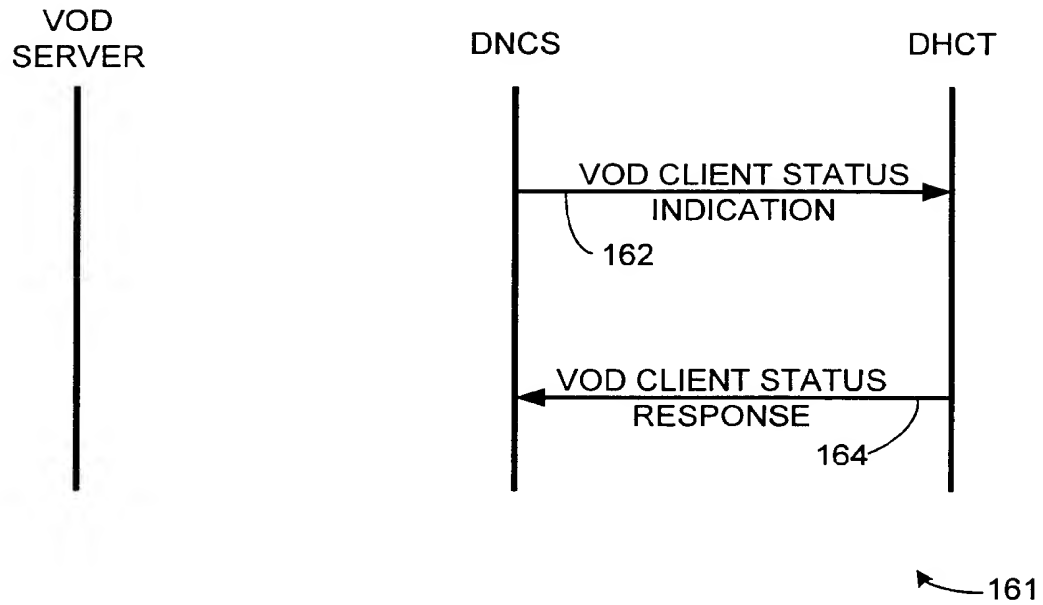 VOD
SERVER
DNCS
DHCT
VOD CLIENT STATUS
INDICATION
162
VOD CLIENT STATUS
RESPONSE
164
161